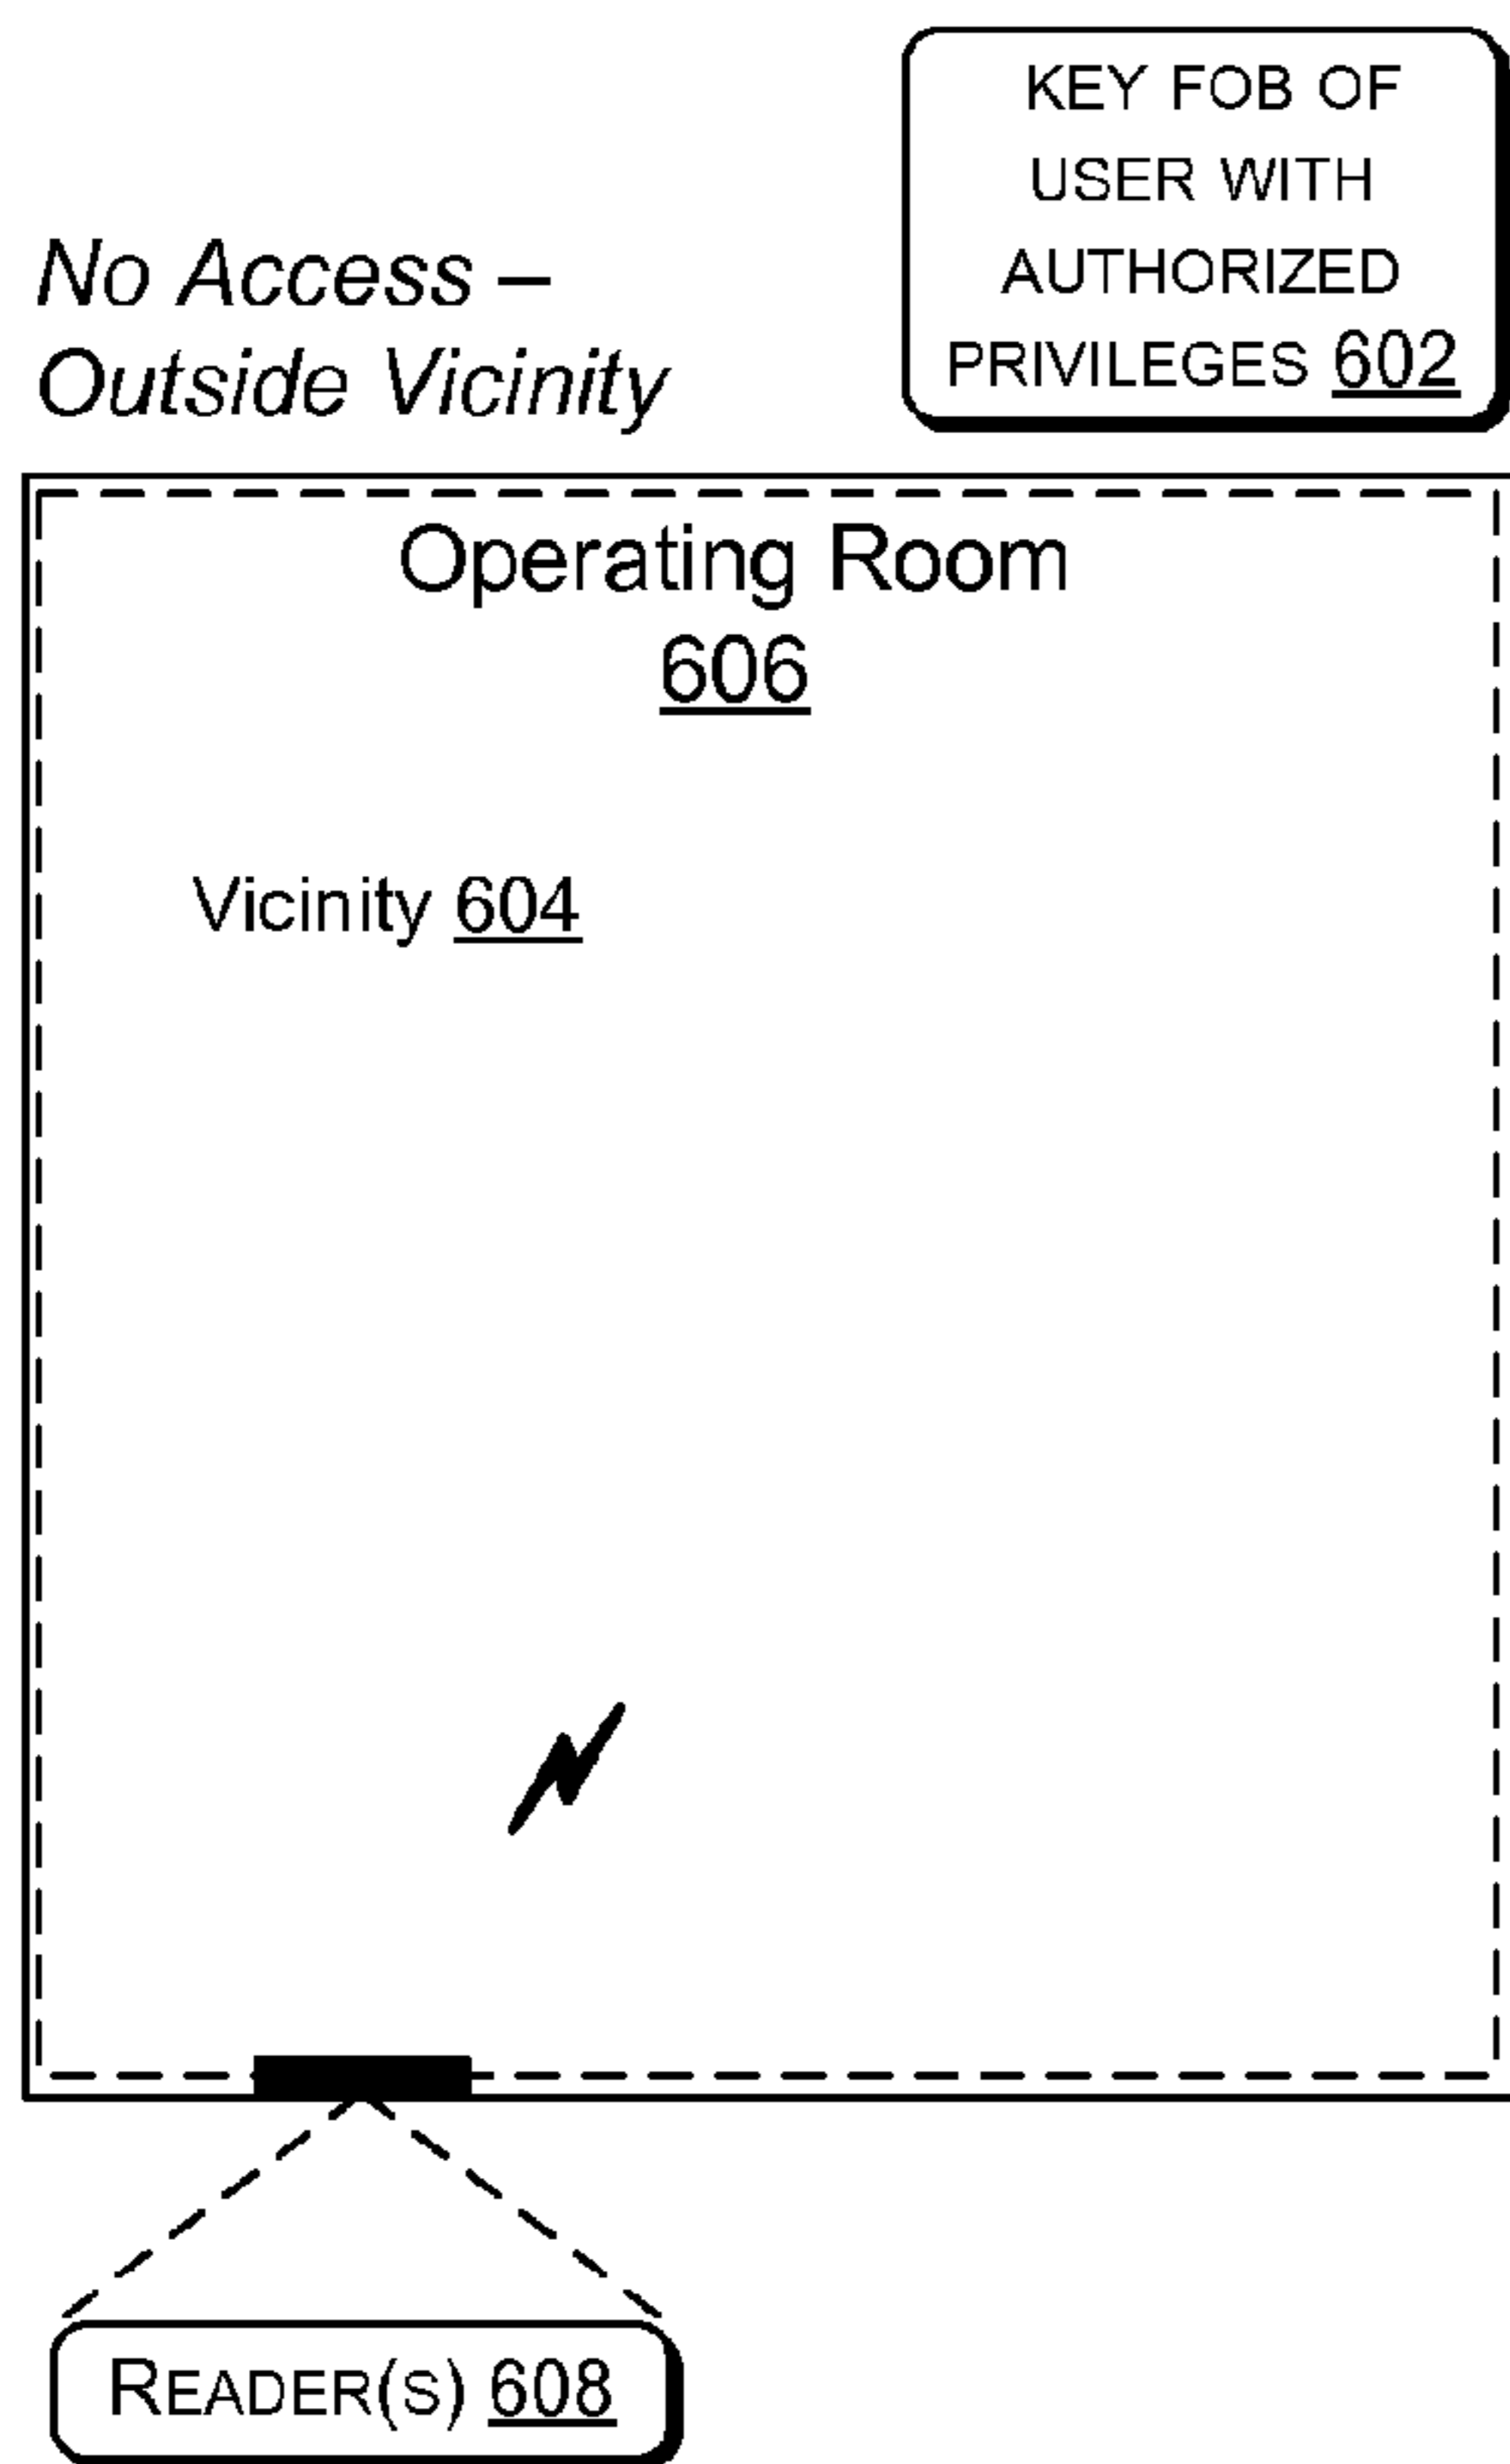 KEY FOB OF
USER WITH
AUTHORIZED
PRIVILEGES 602
No Access –
Outside Vicinity
Operating Room
606
Vicinity 604
READER(S) 608